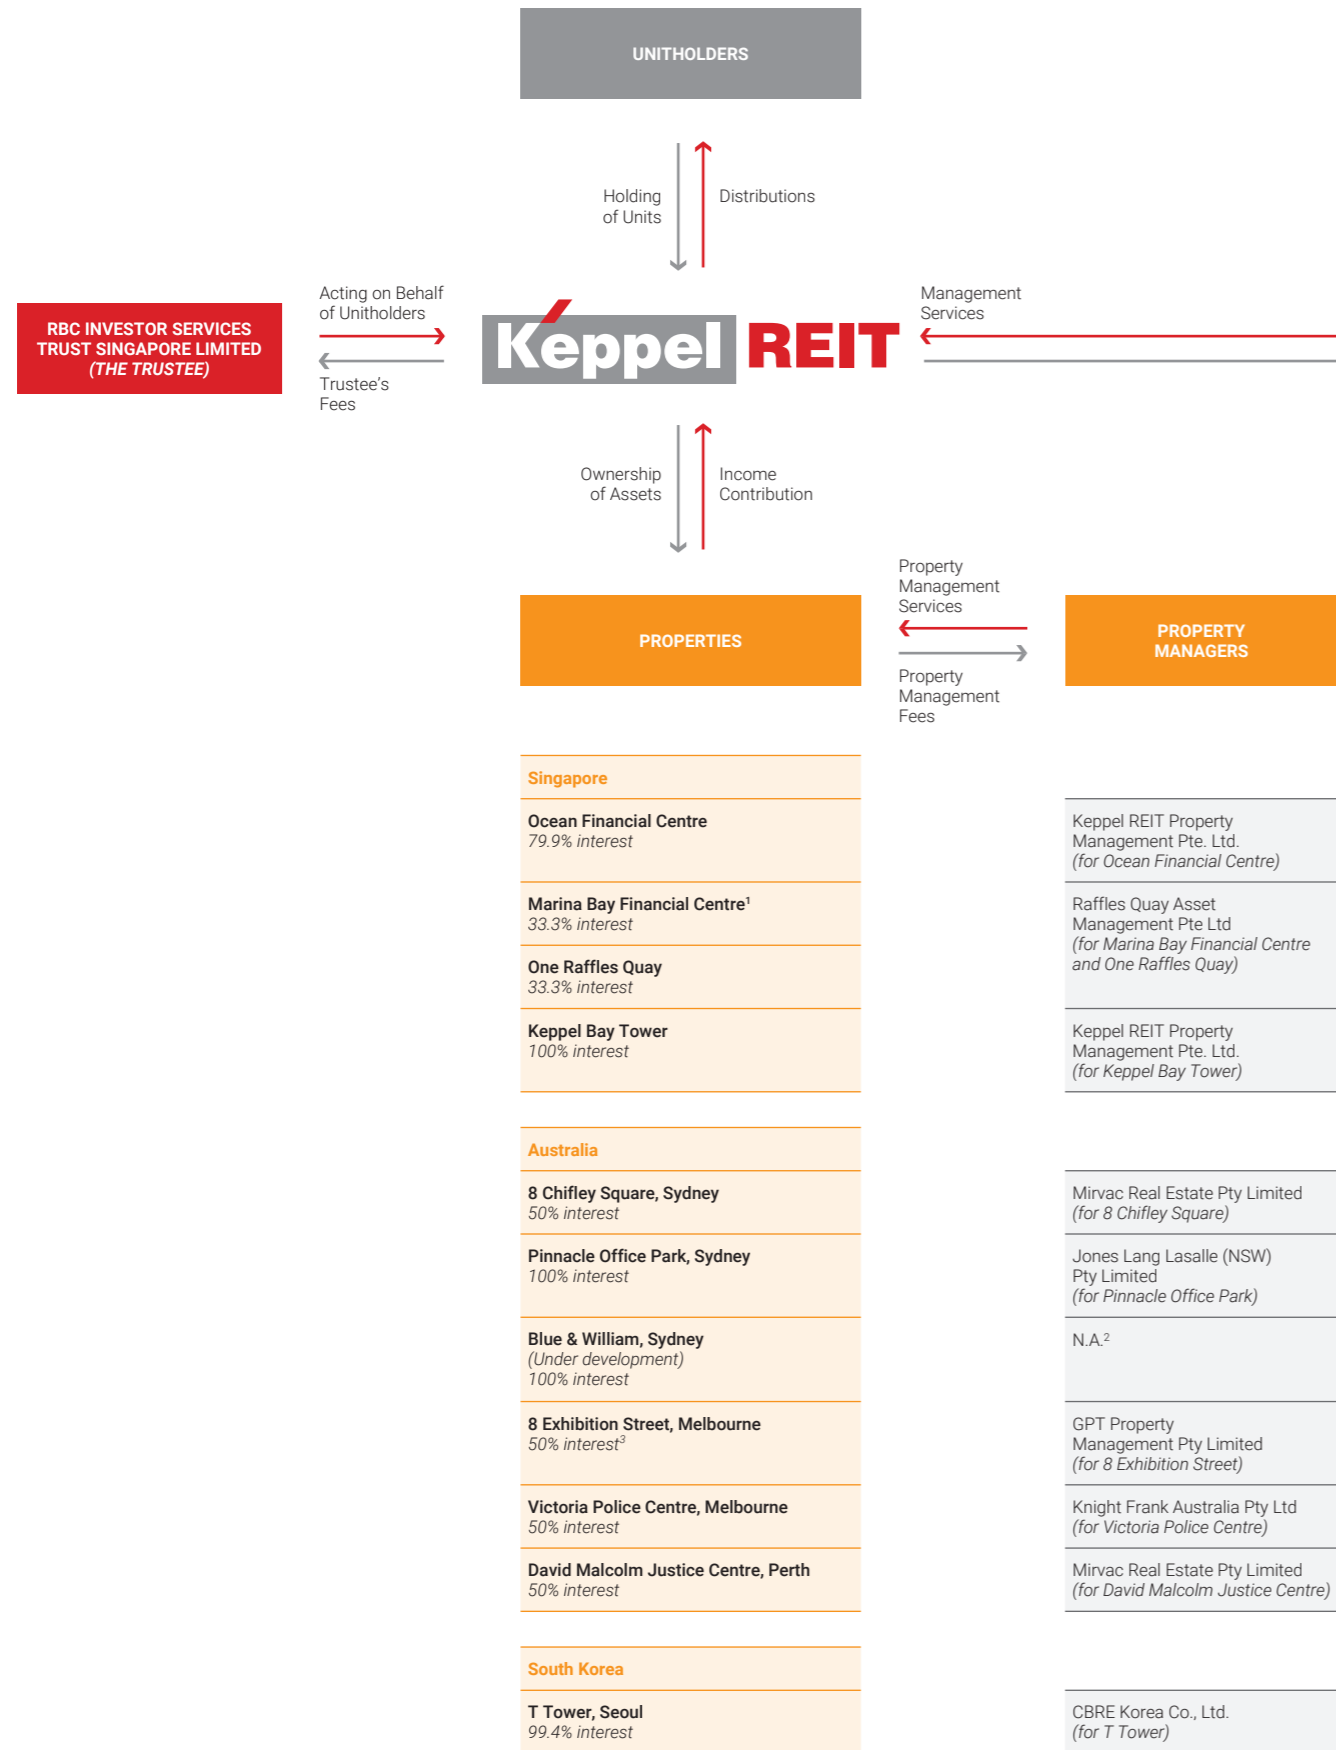 UNITHOLDERS
Holding
of Units
Distributions
RBC INVESTOR SERVICES
TRUST SINGAPORE LIMITED
(THE TRUSTEE)
Acting on Behalf
of Unitholders
Trustee's
Fees
Keppel REIT
Management
Services
Ownership
of Assets
Income
Contribution
PROPERTIES
Property
Management
Services
Property
Management
Fees
PROPERTY
MANAGERS
Singapore
Ocean Financial Centre
79.9% interest
Keppel REIT Property
Management Pte. Ltd.
(for Ocean Financial Centre)
Marina Bay Financial Centre¹
33.3% interest
One Raffles Quay
33.3% interest
Raffles Quay Asset
Management Pte Ltd
(for Marina Bay Financial Centre
and One Raffles Quay)
Keppel Bay Tower
100% interest
Keppel REIT Property
Management Pte. Ltd.
(for Keppel Bay Tower)
Australia
8 Chifley Square, Sydney
50% interest
Mirvac Real Estate Pty Limited
(for 8 Chifley Square)
Pinnacle Office Park, Sydney
100% interest
Jones Lang Lasalle (NSW)
Pty Limited
(for Pinnacle Office Park)
Blue & William, Sydney
(Under development)
100% interest
N.A.²
8 Exhibition Street, Melbourne
50% interest³
GPT Property
Management Pty Limited
(for 8 Exhibition Street)
Victoria Police Centre, Melbourne
50% interest
Knight Frank Australia Pty Ltd
(for Victoria Police Centre)
David Malcolm Justice Centre, Perth
50% interest
Mirvac Real Estate Pty Limited
(for David Malcolm Justice Centre)
South Korea
T Tower, Seoul
99.4% interest
CBRE Korea Co., Ltd.
(for T Tower)